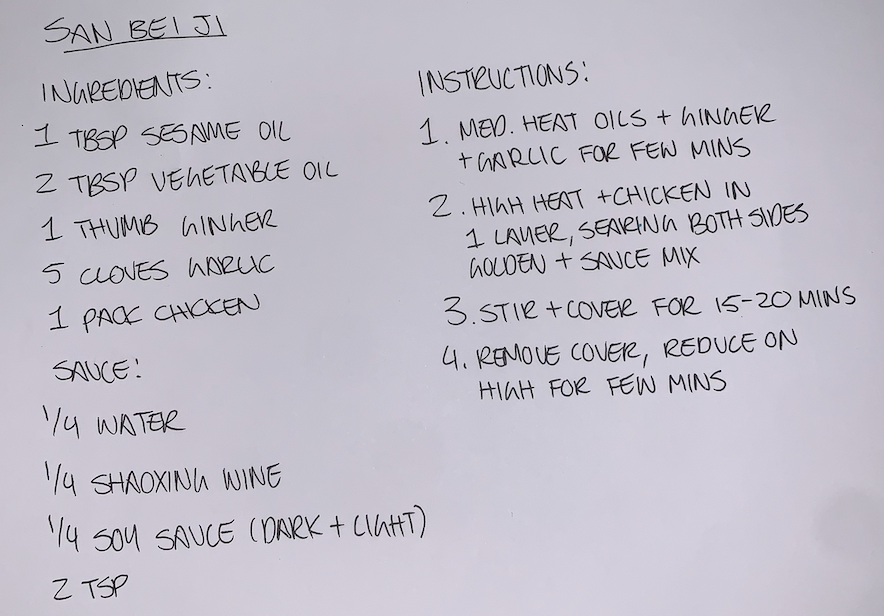 SAN BEI JI
INGREDIENTS:
1 TBSP SESAME OIL
2 TBSP VEGETABLE OIL
1 THUMB GINGER
5 CLOVES GARLIC
1 PACK CHICKEN
SAUCE:
1/4 WATER
1/4 SHAOXING WINE
1/4 SOY SAUCE (DARK + LIGHT)
2 TSP
INSTRUCTIONS:
1. MED. HEAT OILS + GINGER
+ GARLIC FOR FEW MINS
2. HIGH HEAT + CHICKEN IN
1 LAYER, SEARING BOTH SIDES
GOLDEN + SAUCE MIX
3. STIR + COVER FOR 15-20 MINS
4. REMOVE COVER, REDUCE ON
HIGH FOR FEW MINS